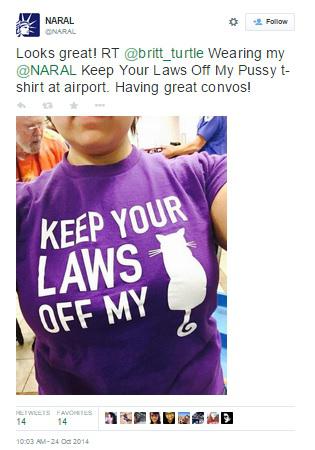 NARAL
@NARAL
Follow
Looks great! RT @britt_turtle Wearing my
@NARAL Keep Your Laws Off My Pussy t-
shirt at airport. Having great convos!
KEEP YOUR
LAWS
OFF MY
RETWEETS FAVORITES
14 14
10:03 AM - 24 Oct 2014